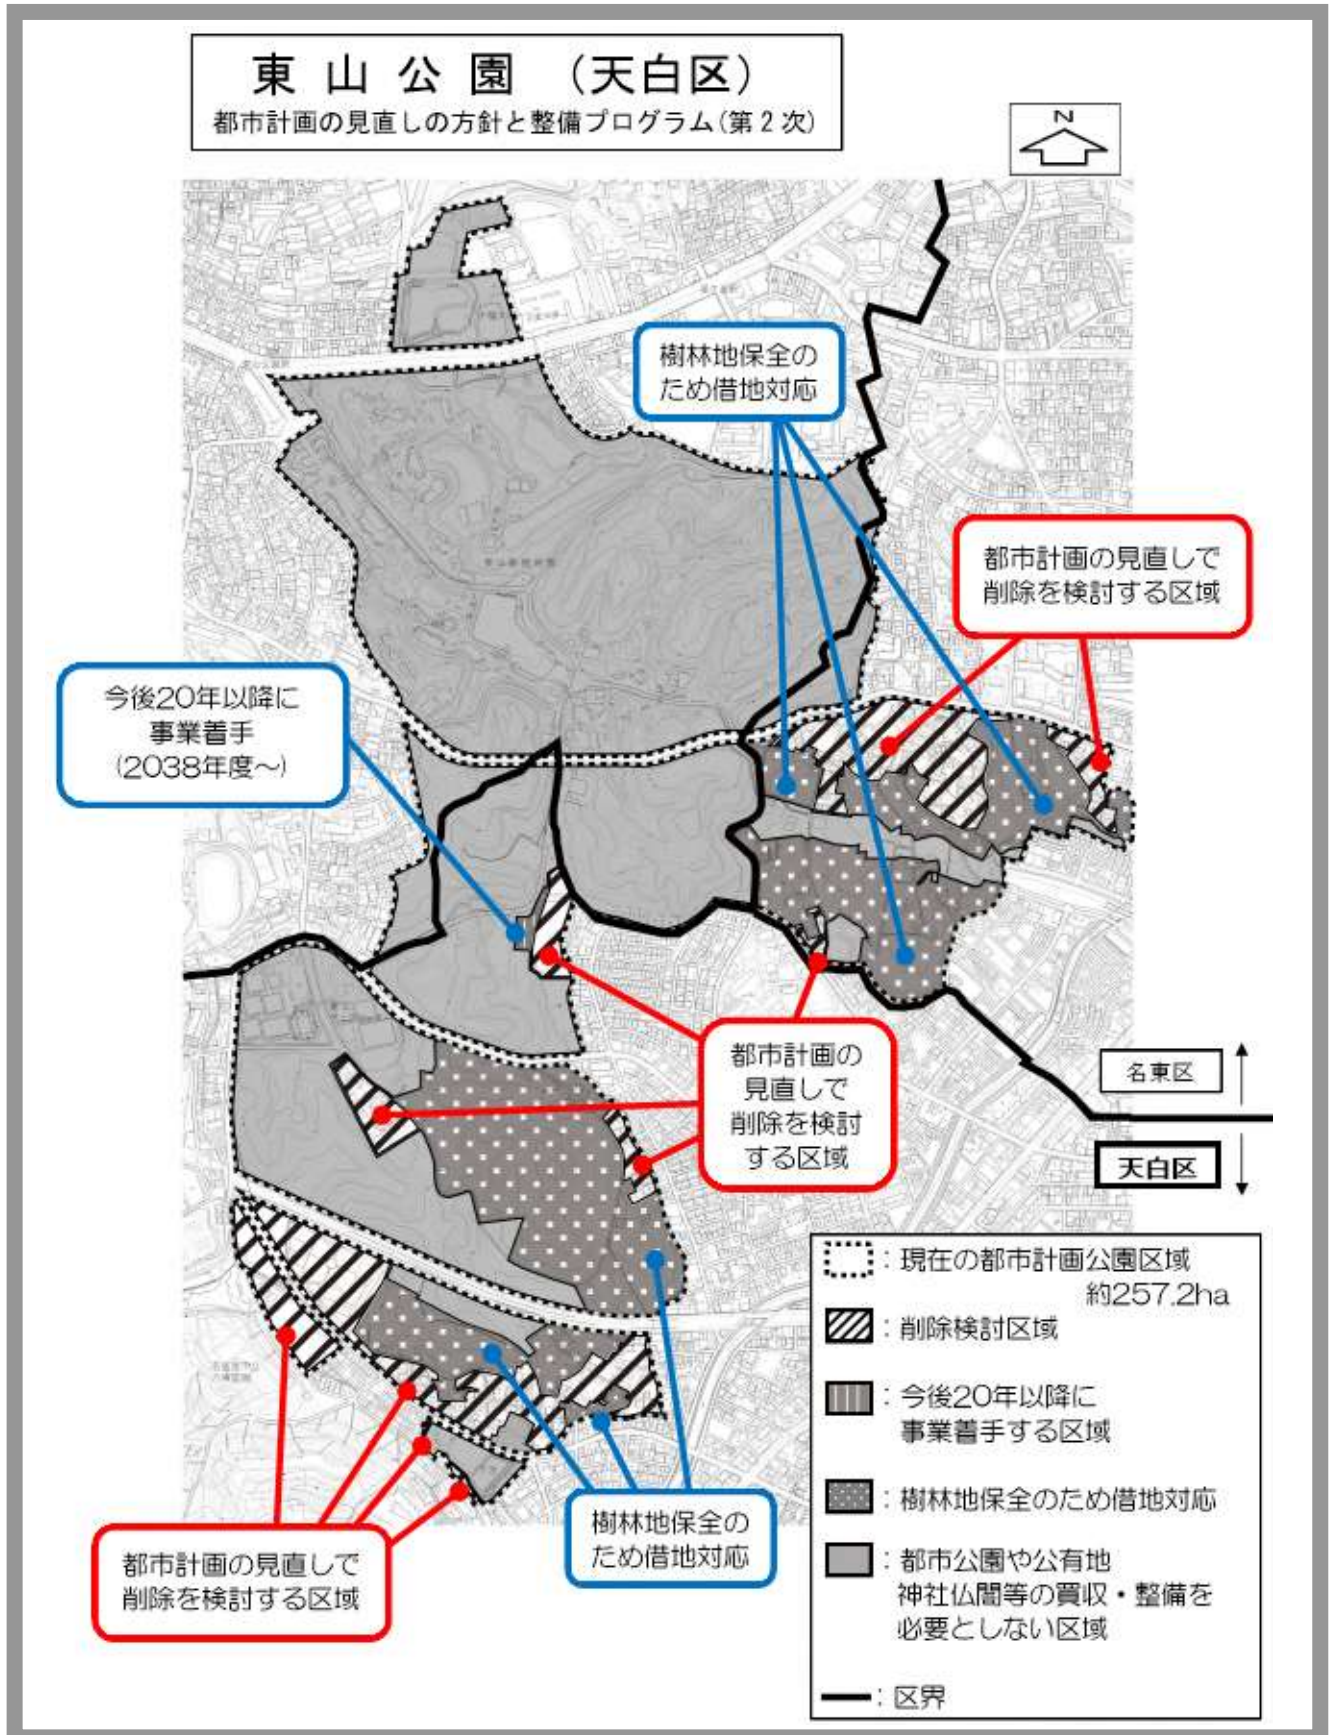 東山公園 （天白区）
都市計画の見直しの方針と整備プログラム（第２次）
N
樹林地保全の
ため借地対応
都市計画の見直しで
削除を検討する区域
今後20年以降に
事業着手
(2038年度～)
都市計画の
見直しで
削除を検討
する区域
名東区
天白区
都市計画の見直しで
削除を検討する区域
樹林地保全の
ため借地対応
：現在の都市計画公園区域
約257.2ha
：削除検討区域
：今後20年以降に
事業着手する区域
：樹林地保全のため借地対応
：都市公園や公有地
神社仏閣等の買収・整備を
必要としない区域
：区界